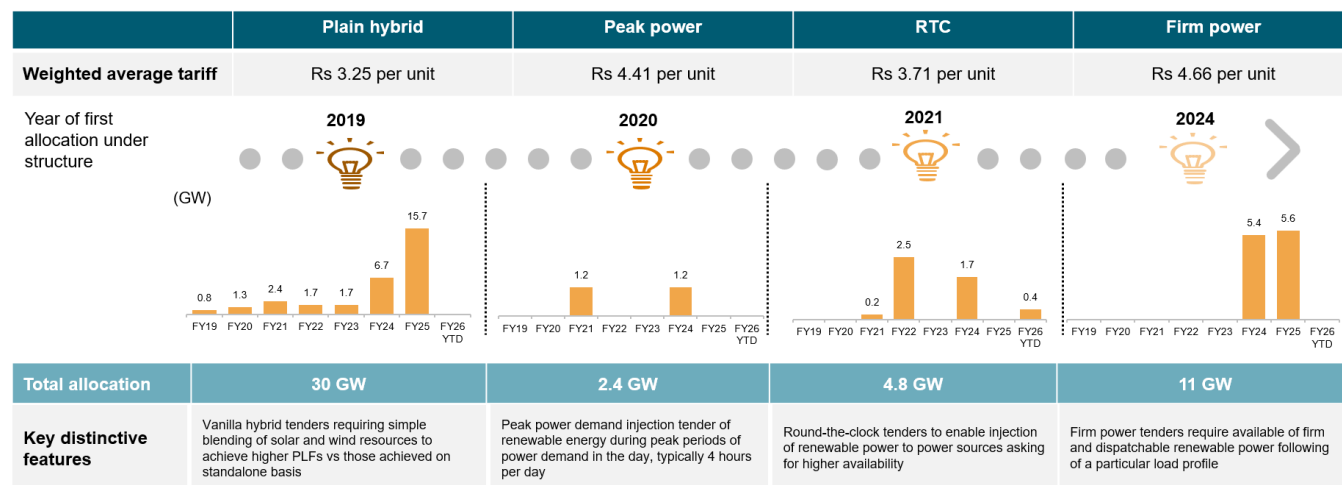 Plain hybrid
Peak power
RTC
Firm power
Weighted average tariff
Rs 3.25 per unit
Rs 4.41 per unit
Rs 3.71 per unit
Rs 4.66 per unit
Year of first
allocation under
structure
2019
2020
2021
2024
(GW)
0.8
1.3
2.4
1.7
1.7
6.7
15.7
FY19
FY20
FY21
FY22
FY23
FY24
FY25
FY26
YTD
1.2
1.2
FY19
FY20
FY21
FY22
FY23
FY24
FY25
FY26
YTD
0.2
2.5
1.7
0.4
FY19
FY20
FY21
FY22
FY23
FY24
FY25
FY26
YTD
5.4
5.6
FY19
FY20
FY21
FY22
FY23
FY24
FY25
FY26
YTD
Total allocation
30 GW
2.4 GW
4.8 GW
11 GW
Key distinctive
features
Vanilla hybrid tenders requiring simple
blending of solar and wind resources to
achieve higher PLFs vs those achieved on
standalone basis
Peak power demand injection tender of
renewable energy during peak periods of
power demand in the day, typically 4 hours
per day
Round-the-clock tenders to enable injection
of renewable power to power sources asking
for higher availability
Firm power tenders require available of firm
and dispatchable renewable power following
of a particular load profile